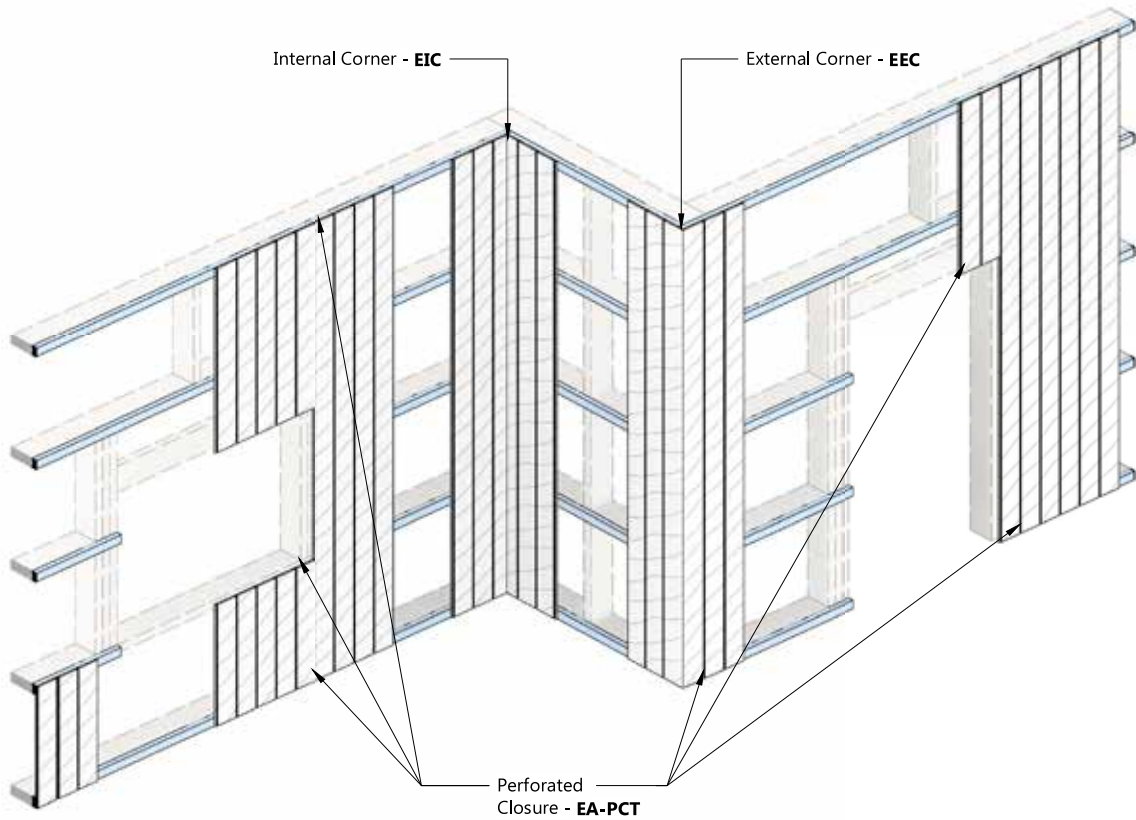 Internal Corner - EIC
External Corner - EEC
Perforated
Closure - EA-PCT